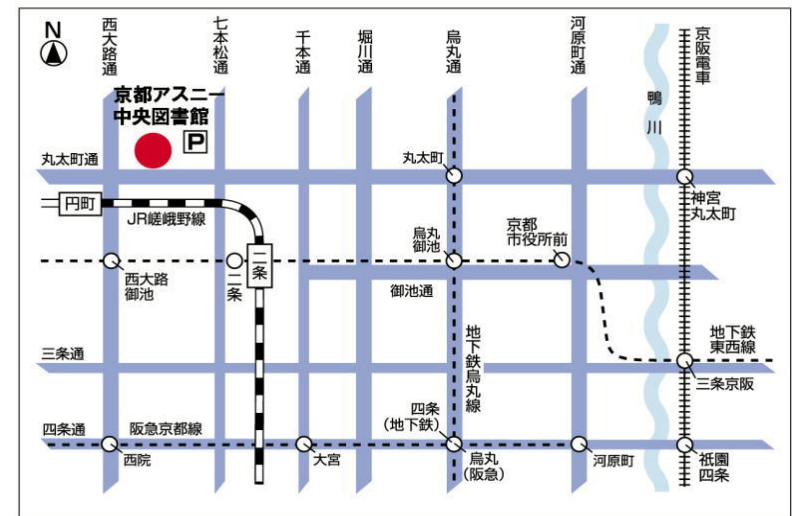 N
西大路通
七本松通
千本通
堀川通
烏丸通
河原町通
京阪電車
京都アスニー
中央図書館
P
鴨川
丸太町通
丸太町
神宮
丸太町
円町
JR嵯峨野線
烏丸
御池
京都
市役所前
西大路
御池
二条
二条
御池通
地下鉄
東西線
三条通
地下鉄烏丸線
三条京阪
四条
(地下鉄)
四条通
阪急京都線
西院
大宮
烏丸
(阪急)
河原町
祇園
四条